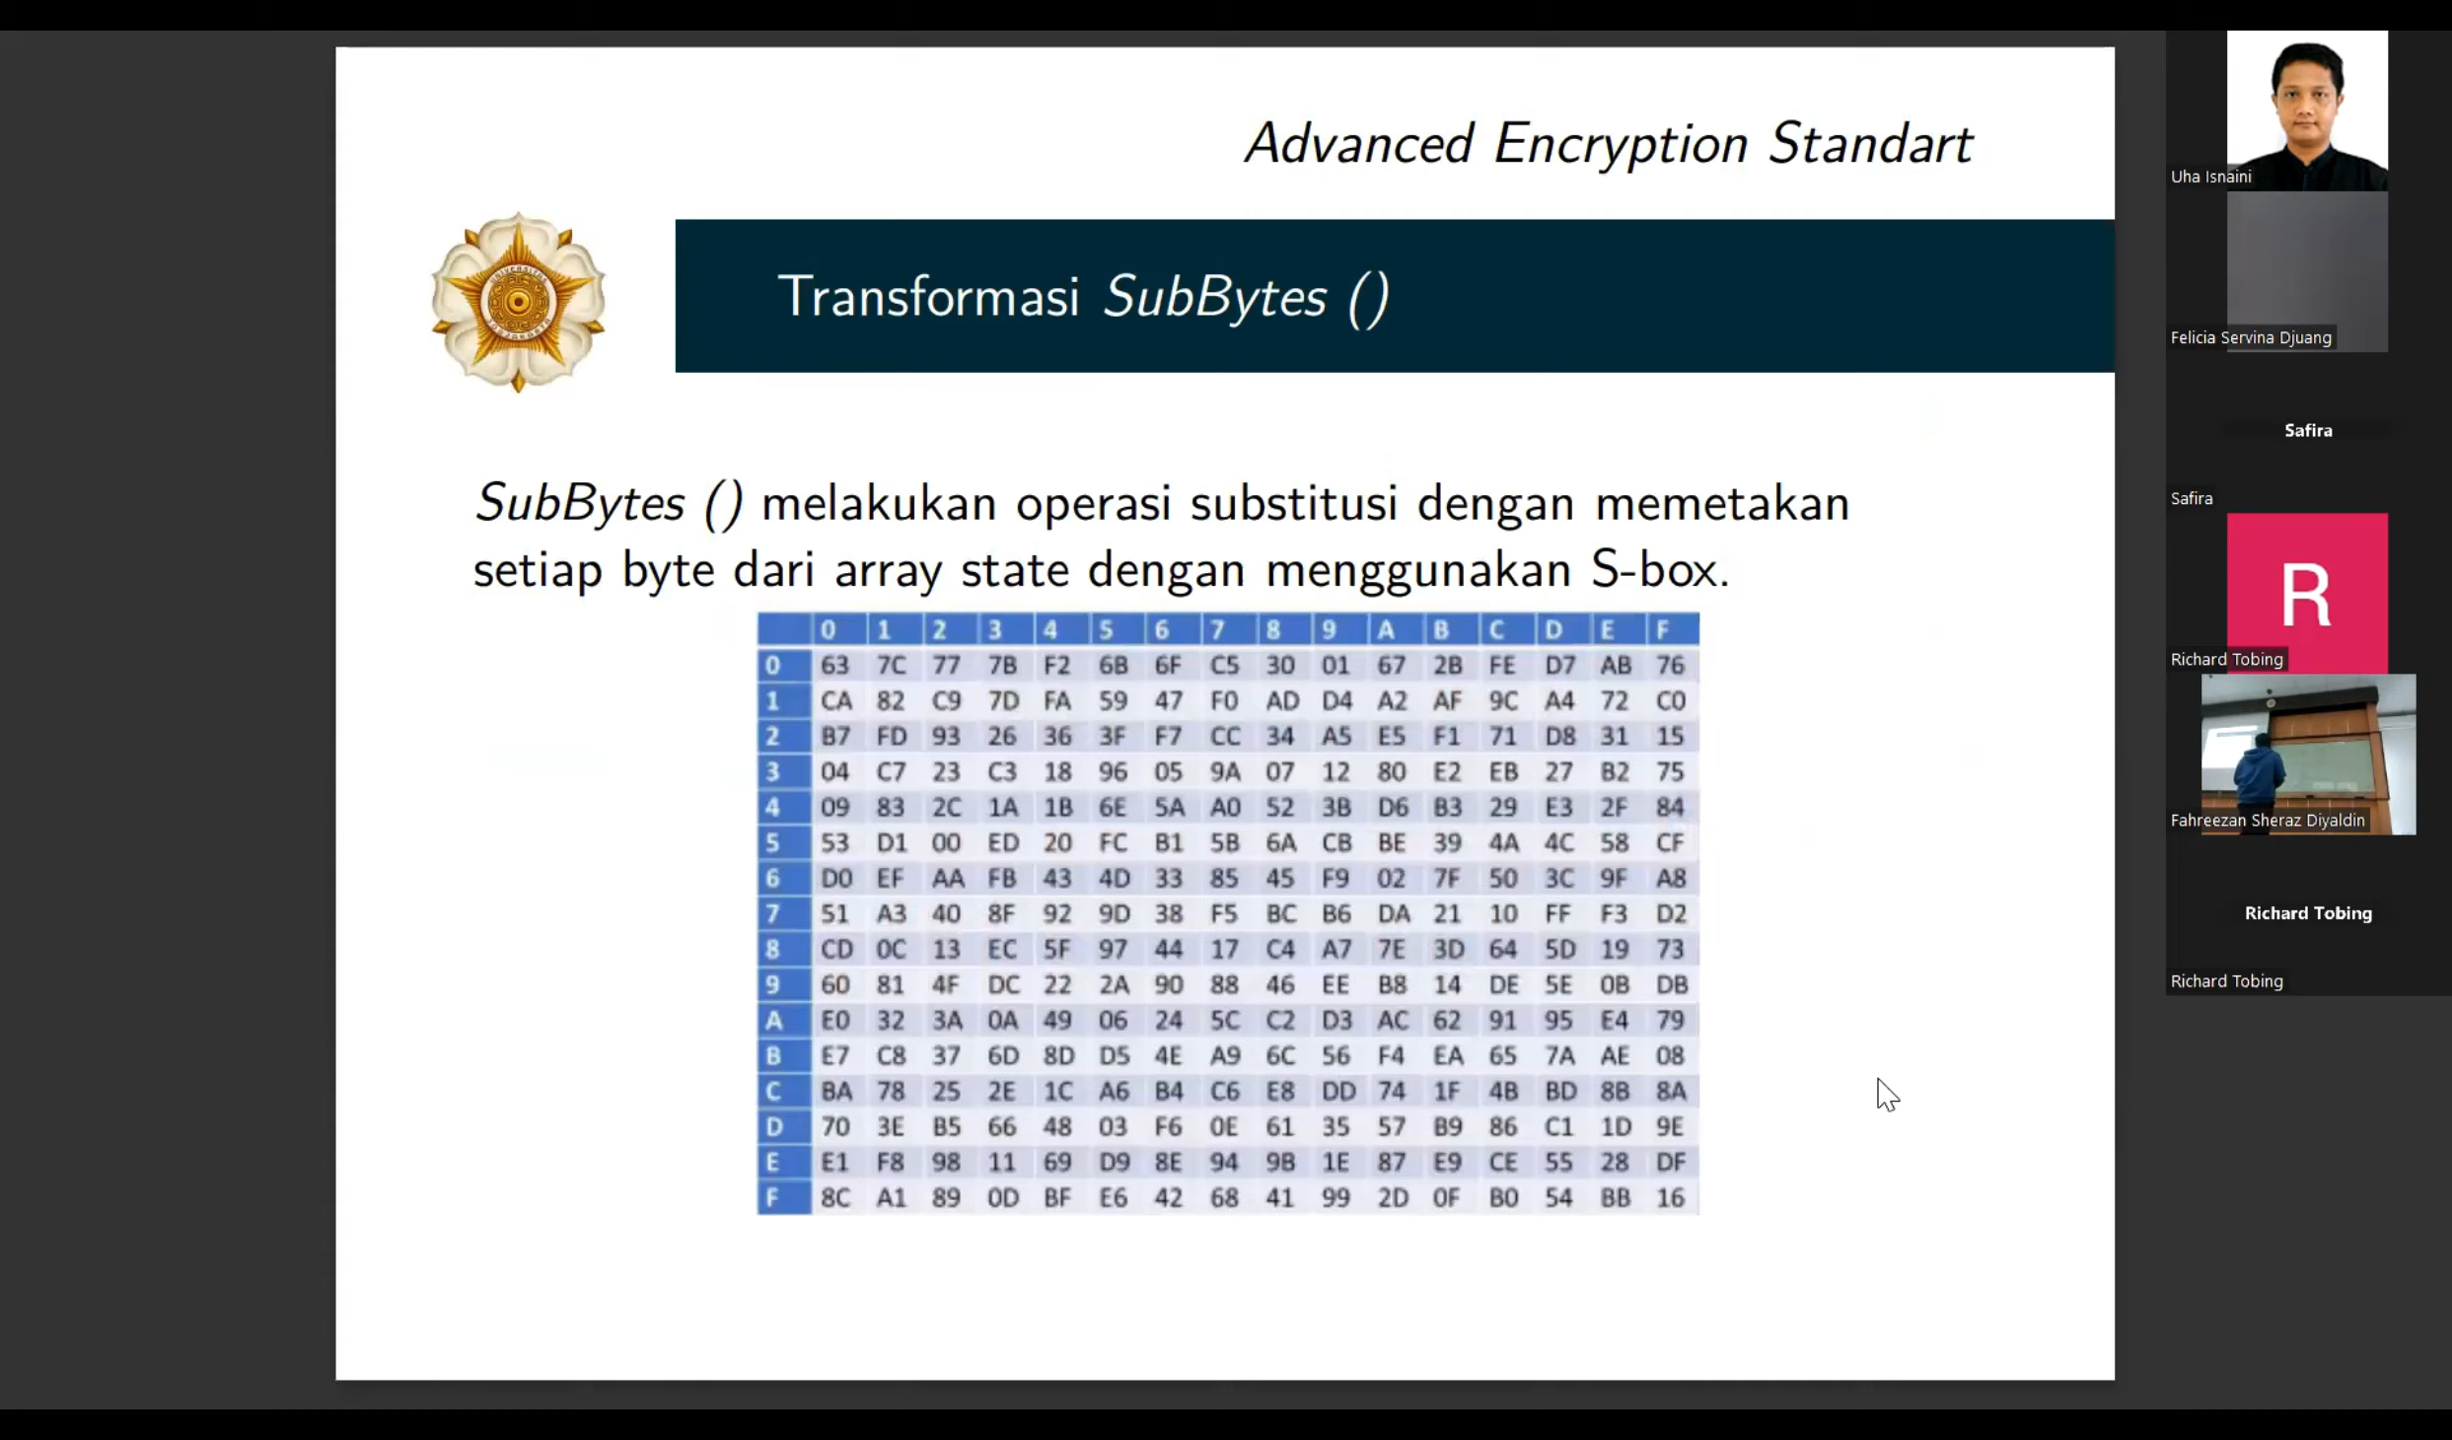 Advanced Encryption Standart
Transformasi SubBytes ()
SubBytes () melakukan operasi substitusi dengan memetakan
setiap byte dari array state dengan menggunakan S-box.
0 1 2 3 4 5 6 7 8 9 A B C D E F
0 63 7C 77 7B F2 6B 6F C5 30 01 67 2B FE D7 AB 76
1 CA 82 C9 7D FA 59 47 F0 AD D4 A2 AF 9C A4 72 C0
2 B7 FD 93 26 36 3F F7 CC 34 A5 E5 F1 71 D8 31 15
3 04 C7 23 C3 18 96 05 9A 07 12 80 E2 EB 27 B2 75
4 09 83 2C 1A 1B 6E 5A A0 52 3B D6 B3 29 E3 2F 84
5 53 D1 00 ED 20 FC B1 5B 6A CB BE 39 4A 4C 58 CF
6 D0 EF AA FB 43 4D 33 85 45 F9 02 7F 50 3C 9F A8
7 51 A3 40 8F 92 9D 38 F5 BC B6 DA 21 10 FF F3 D2
8 CD 0C 13 EC 5F 97 44 17 C4 A7 7E 3D 64 5D 19 73
9 60 81 4F DC 22 2A 90 88 46 EE B8 14 DE 5E 0B DB
A E0 32 3A 0A 49 06 24 5C C2 D3 AC 62 91 95 E4 79
B E7 C8 37 6D 8D D5 4E A9 6C 56 F4 EA 65 7A AE 08
C BA 78 25 2E 1C A6 B4 C6 E8 DD 74 1F 4B BD 8B 8A
D 70 3E B5 66 48 03 F6 0E 61 35 57 B9 86 C1 1D 9E
E E1 F8 98 11 69 D9 8E 94 9B 1E 87 E9 CE 55 28 DF
F 8C A1 89 0D BF E6 42 68 41 99 2D 0F B0 54 BB 16
Uha Isnaini
Felicia Servina Djuang
Safira
Safira
R
Richard Tobing
Fahreezan Sheraz Diyaldin
Richard Tobing
Richard Tobing